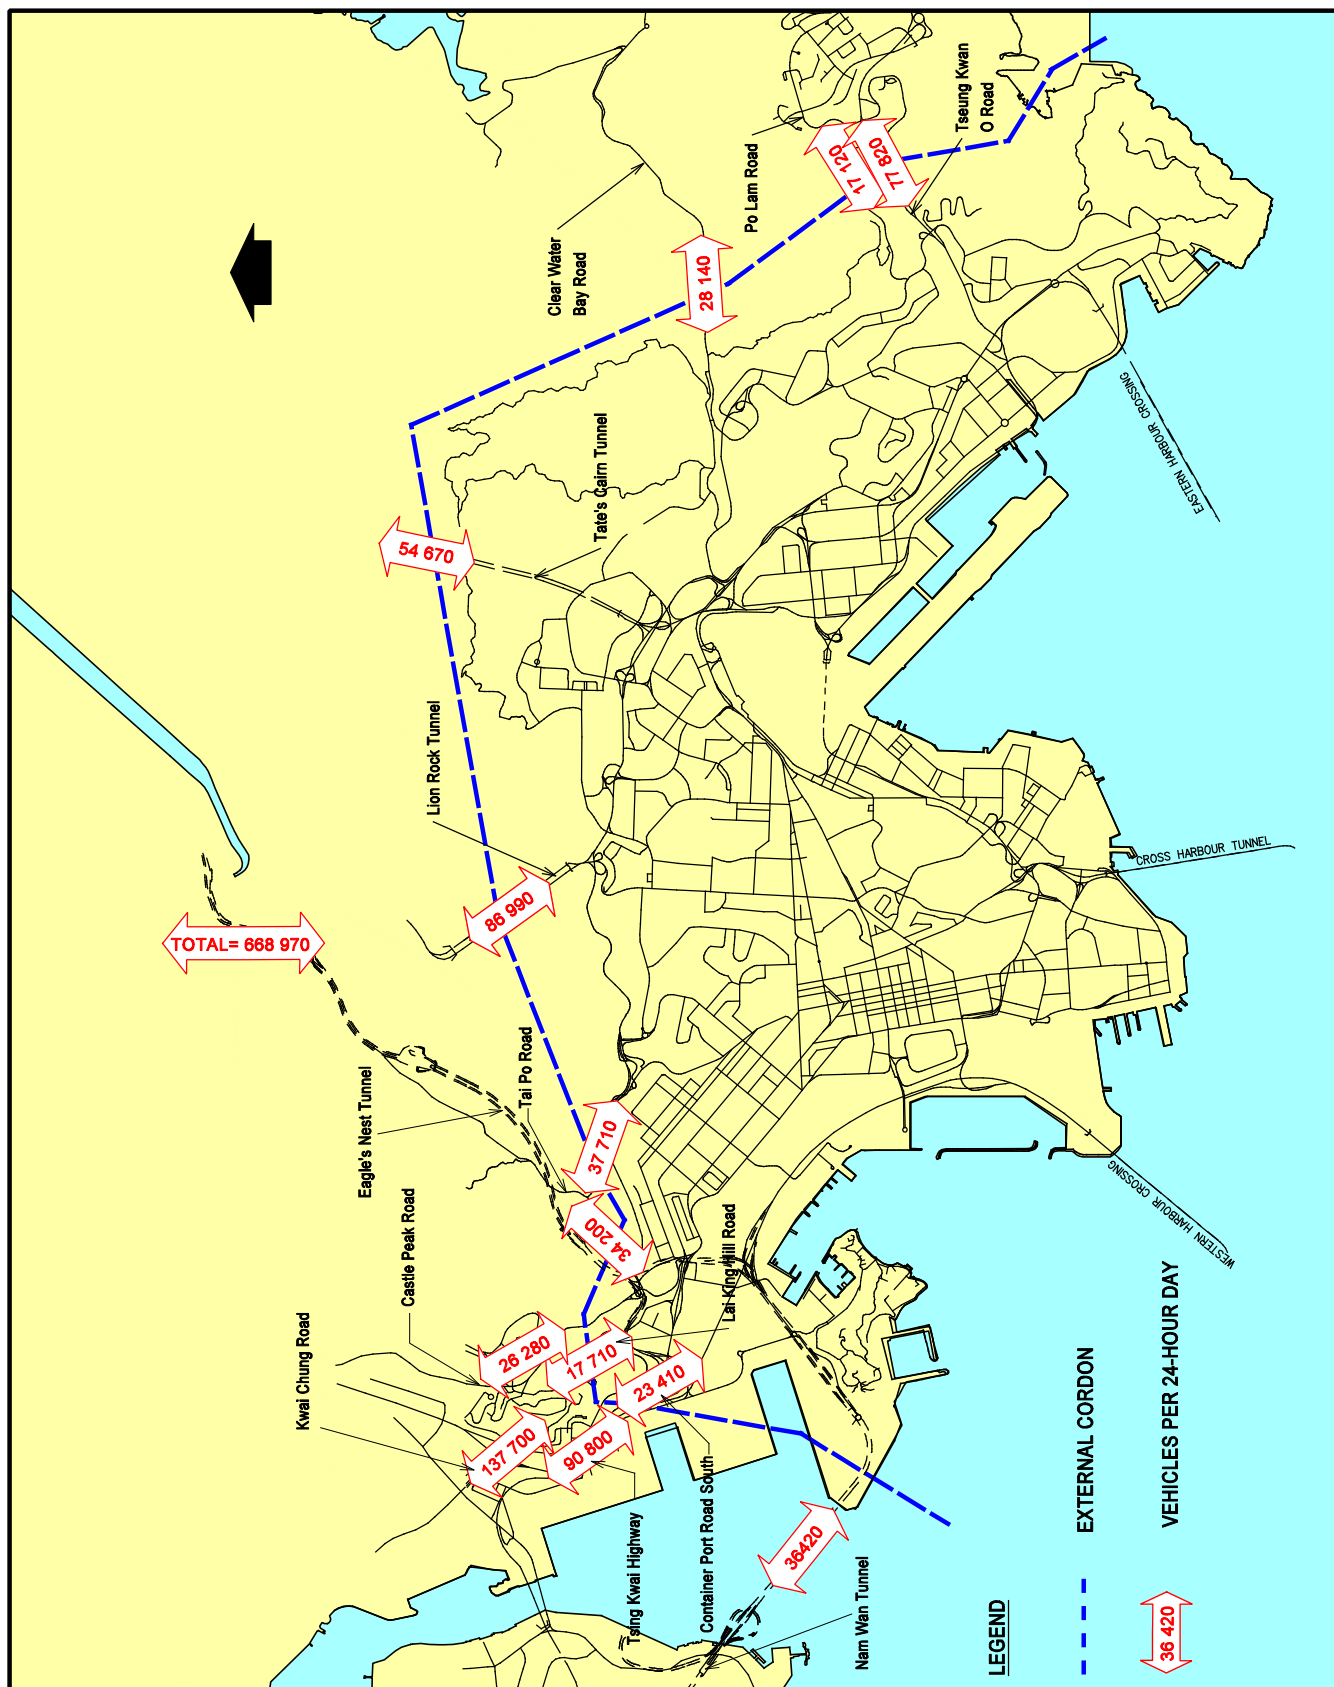 Clear Water
Bay Road
Po Lam Road
Tseung Kwan
O Road
17 120
77 820
28 140
Tate's Cairn Tunnel
54 670
EASTERN HARBOUR CROSSING
Lion Rock Tunnel
86 990
TOTAL= 668 970
CROSS HARBOUR TUNNEL
Eagle's Nest Tunnel
Tai Po Road
37 710
34 200
Castle Peak Road
Kwai Chung Road
26 280
17 710
23 410
Lai King Hill Road
137 700
90 800
WESTERN HARBOUR CROSSING
Tsing Kwai Highway
Container Port Road South
36420
Nam Wan Tunnel
LEGEND
EXTERNAL CORDON
36 420
VEHICLES PER 24-HOUR DAY